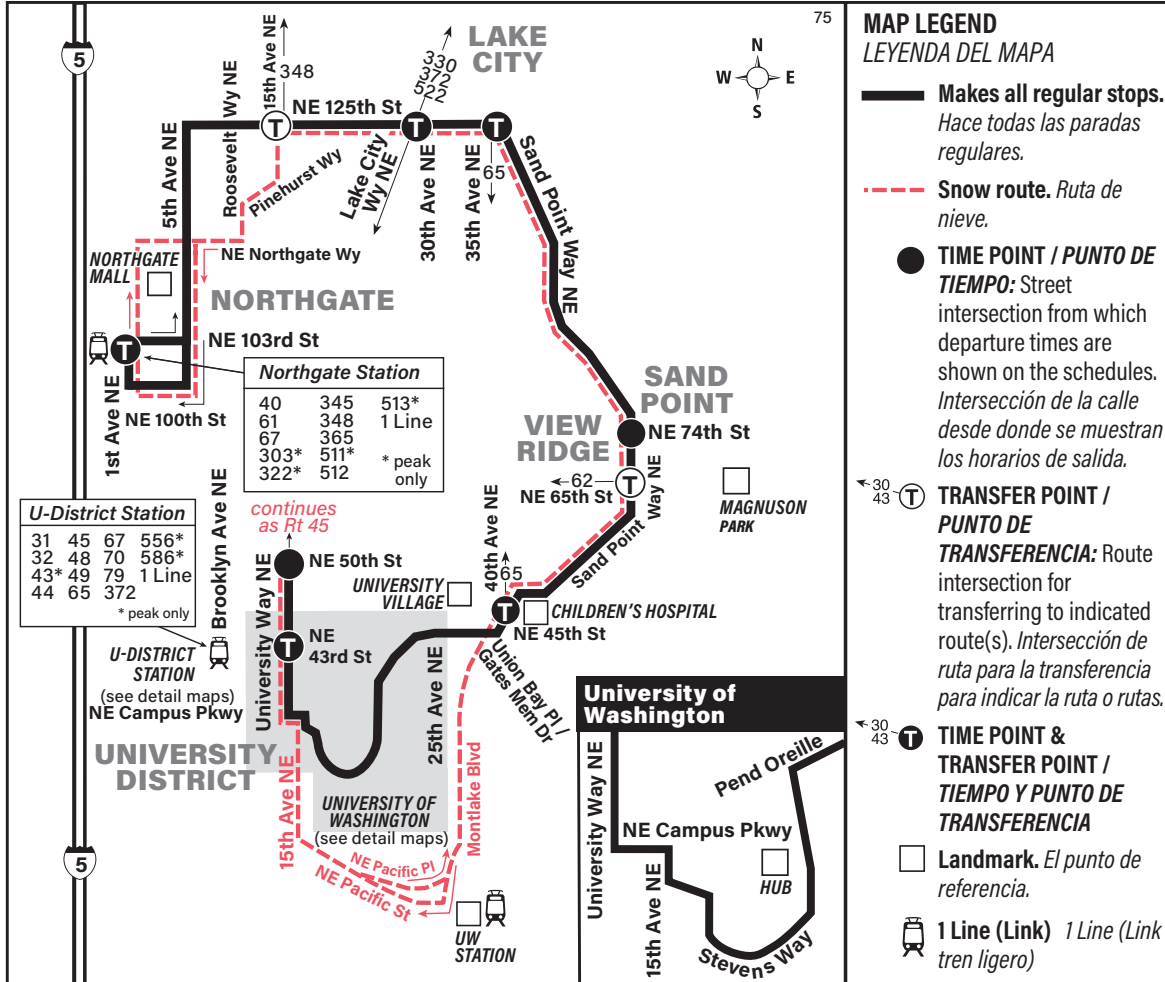 75
5
15th Ave NE
348
330
372
522
LAKE
CITY
N
W
E
S
Roosevelt Wy NE
NE 125th St
5th Ave NE
Pinehurst Wy
Lake City
Wy NE
30th Ave NE
35th Ave NE
65
Sand Point Way NE
NORTHGATE
MALL
NE Northgate Wy
NORTHGATE
NE 103rd St
1st Ave NE
NE 100th St
Northgate Station
40 345 513*
61 348 1 Line
67 365
303* 511* * peak
322* 512 only
SAND
POINT
VIEW
RIDGE
NE 74th St
62
NE 65th St
Sand Point Way NE
MAGNUSON
PARK
U-District Station
31 45 67 556*
32 48 70 586*
43* 49 79 1 Line
44 65 372
* peak only
Brooklyn Ave NE
continues
as Rt 45
NE 50th St
University Way NE
NE
43rd St
UNIVERSITY
VILLAGE
40th Ave NE
65
CHILDREN'S HOSPITAL
NE 45th St
Union Bay Pl /
Gates Mem Dr
U-DISTRICT
STATION
(see detail maps)
NE Campus Pkwy
25th Ave NE
UNIVERSITY
DISTRICT
UNIVERSITY OF
WASHINGTON
(see detail maps)
15th Ave NE
Montlake Blvd
NE Pacific Pl
NE Pacific St
UW
STATION
5
University of
Washington
University Way NE
Pend Oreille
NE Campus Pkwy
HUB
15th Ave NE
Stevens Way
MAP LEGEND
LEYENDA DEL MAPA
Makes all regular stops.
Hace todas las paradas
regulares.
Snow route. Ruta de
nieve.
TIME POINT / PUNTO DE
TIEMPO: Street
intersection from which
departure times are
shown on the schedules.
Intersección de la calle
desde donde se muestran
los horarios de salida.
30
43
T
TRANSFER POINT /
PUNTO DE
TRANSFERENCIA: Route
intersection for
transferring to indicated
route(s). Intersección de
ruta para la transferencia
para indicar la ruta o rutas.
30
43
T
TIME POINT &
TRANSFER POINT /
TIEMPO Y PUNTO DE
TRANSFERENCIA
Landmark. El punto de
referencia.
1 Line (Link) 1 Line (Link
tren ligero)